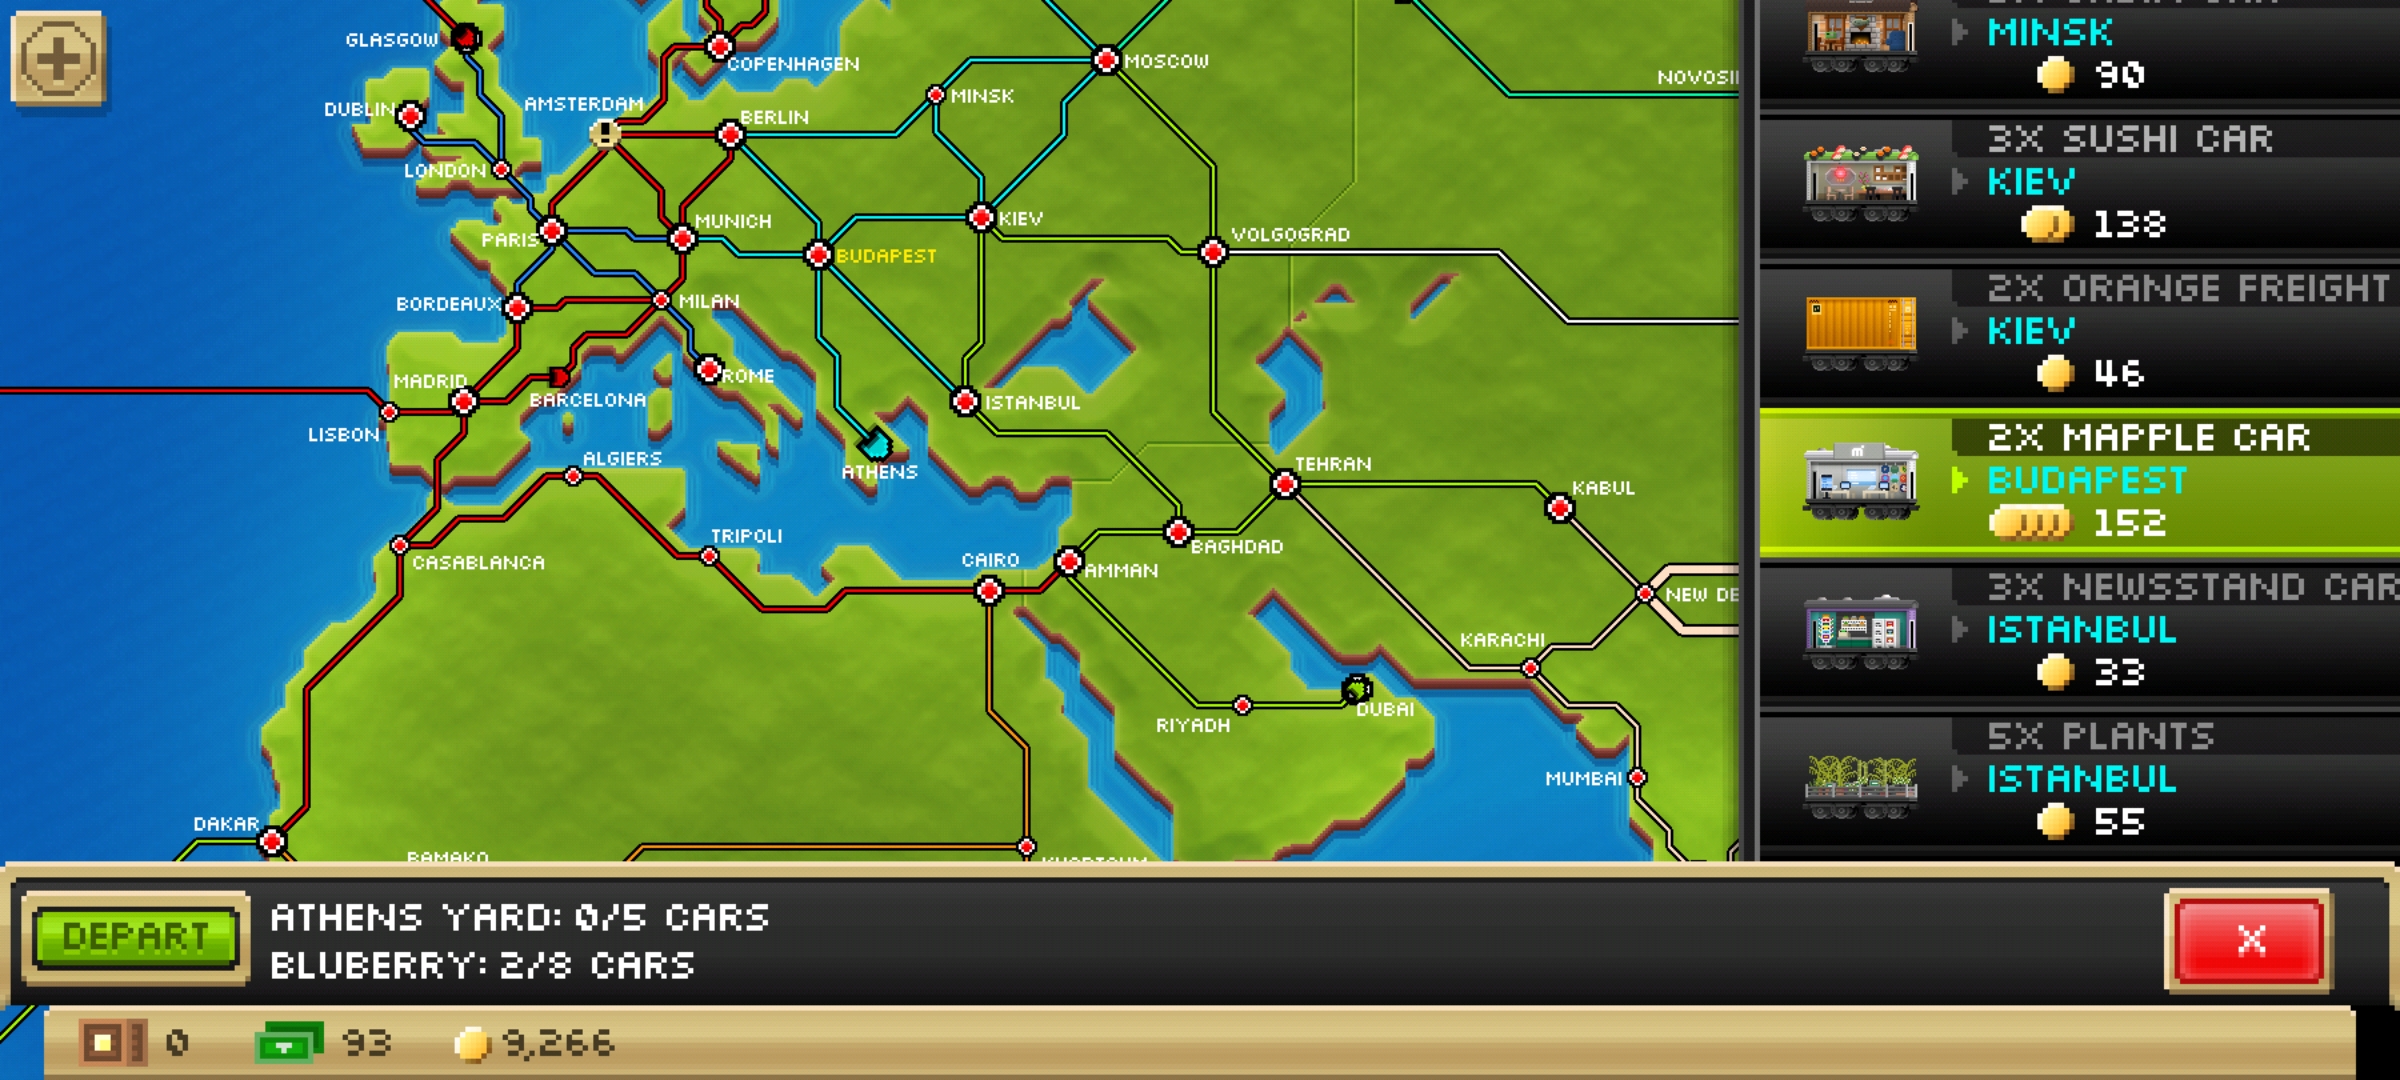 GLASGOW
COPENHAGEN
MOSCOW
DUBLIN
AMSTERDAM
BERLIN
MINSK
LONDON
PARIS
MUNICH
BUDAPEST
KIEV
VOLGOGRAD
BORDEAUX
MILAN
MADRID
BARCELONA
ROME
LISBON
ISTANBUL
ATHENS
ALGIERS
TEHRAN
KABUL
CASABLANCA
TRIPOLI
CAIRO
AMMAN
BAGHDAD
NEW DE
KARACHI
RIYADH
DUBAI
MUMBAI
DAKAR
BAMAKO
KHARTOUM
NOVOSI
MINSK
90
3X SUSHI CAR
KIEV
138
2X ORANGE FREIGHT
KIEV
46
2X MAPPLE CAR
BUDAPEST
152
3X NEWSSTAND CAR
ISTANBUL
33
5X PLANTS
ISTANBUL
55
DEPART
ATHENS YARD: 0/5 CARS
BLUBERRY: 2/8 CARS
X
0
93
9,266